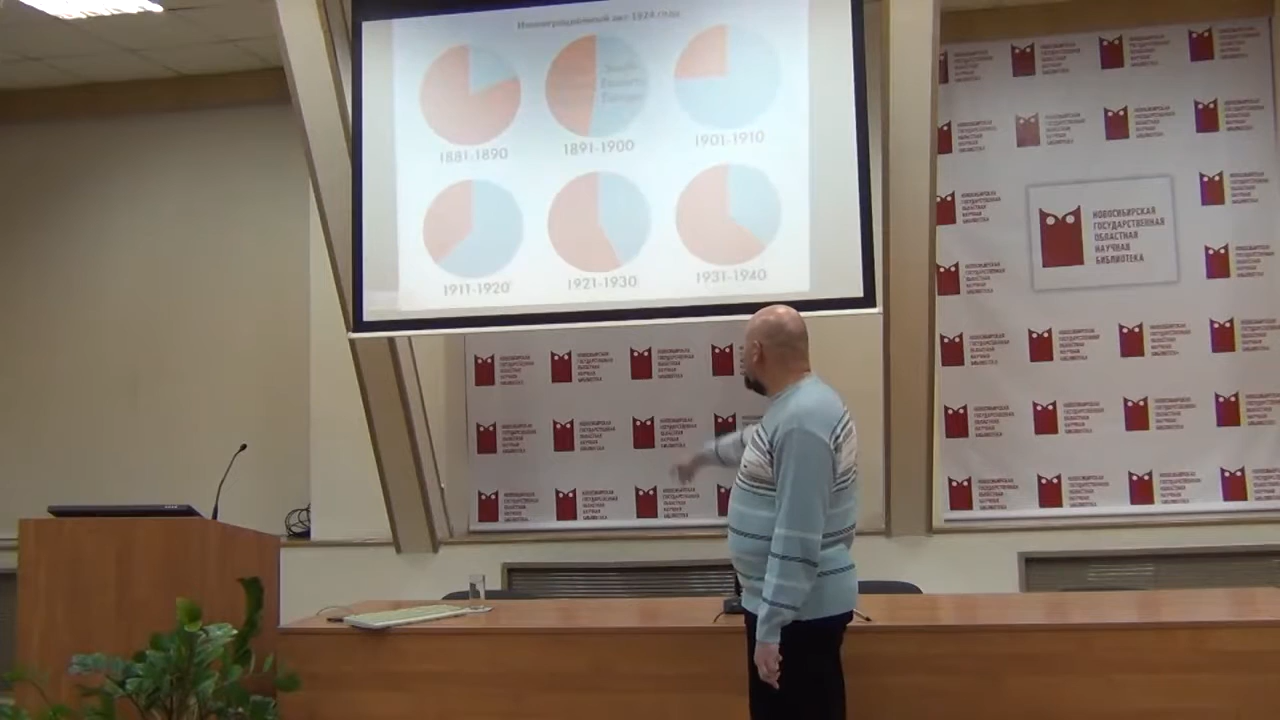 Иммиграционный акт 1924 года
1881-1890
1891-1900
1901-1910
1911-1920
1921-1930
1931-1940
НОВОСИБИРСКАЯ
ГОСУДАРСТВЕННАЯ
ОБЛАСТНАЯ
НАУЧНАЯ
БИБЛИОТЕКА